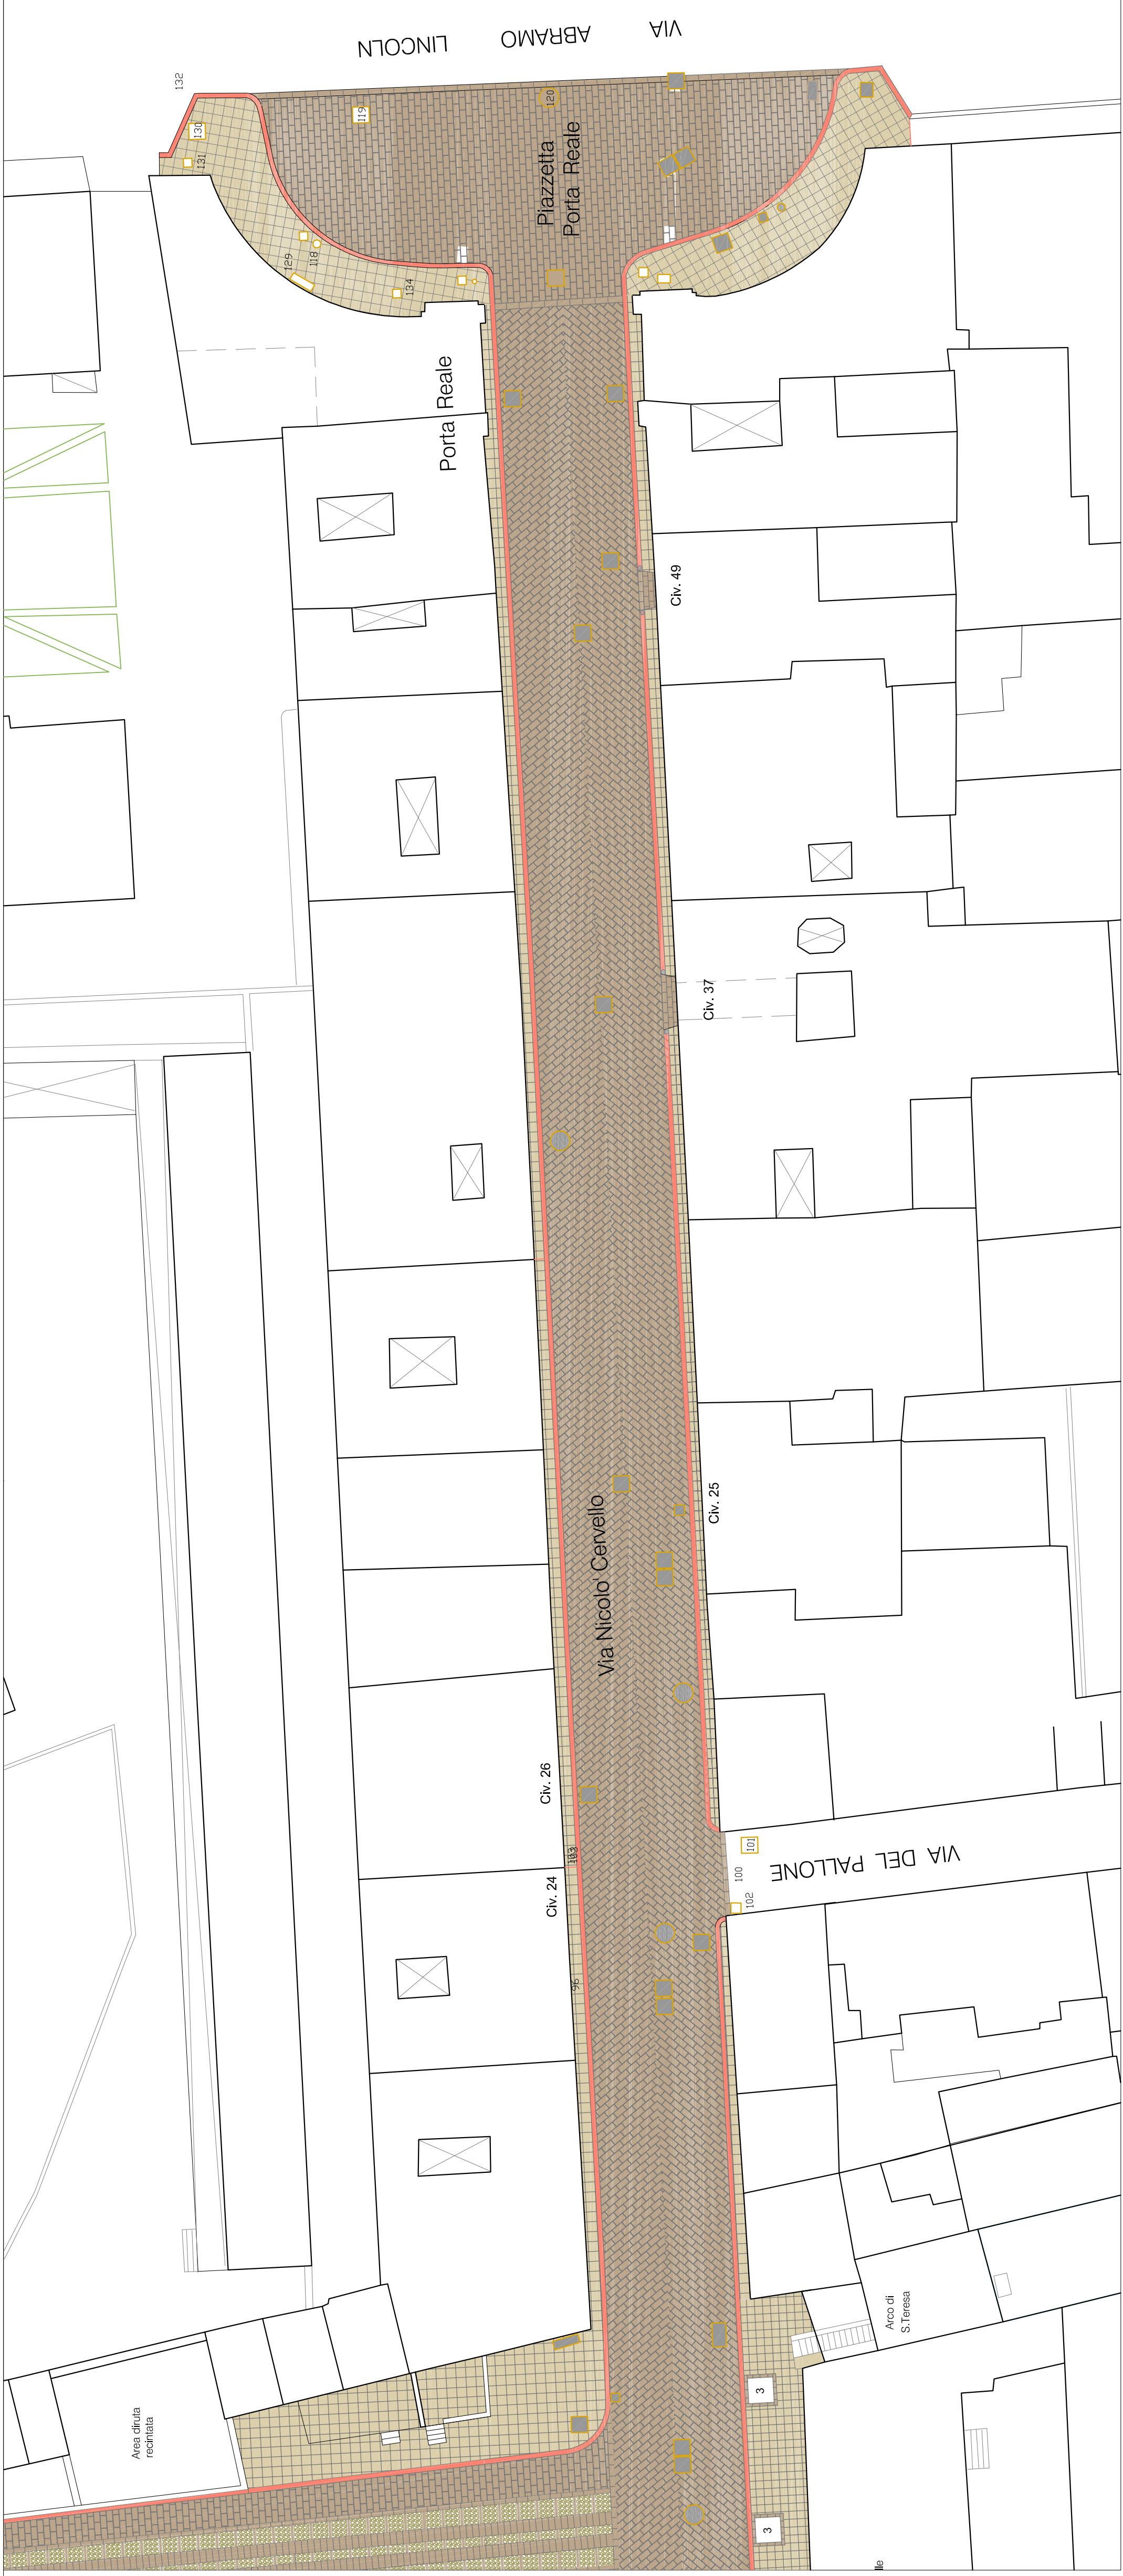 VIA ABRAMO LINCOLN
132
130
131
119
120
Piazzetta
Porta Reale
129
118
134
Porta Reale
Civ. 49
Civ. 37
Civ. 25
Via Nicolo' Cervello
Civ. 26
103
Civ. 24
101
100
102
VIA DEL PALLONE
96
Arco di
S.Teresa
3
Area diruta
recintata
3
lle